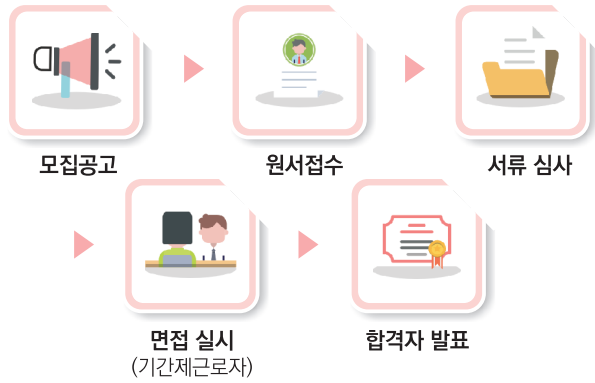 모집공고
원서접수
서류 심사
면접 실시
(기간제근로자)
합격자 발표